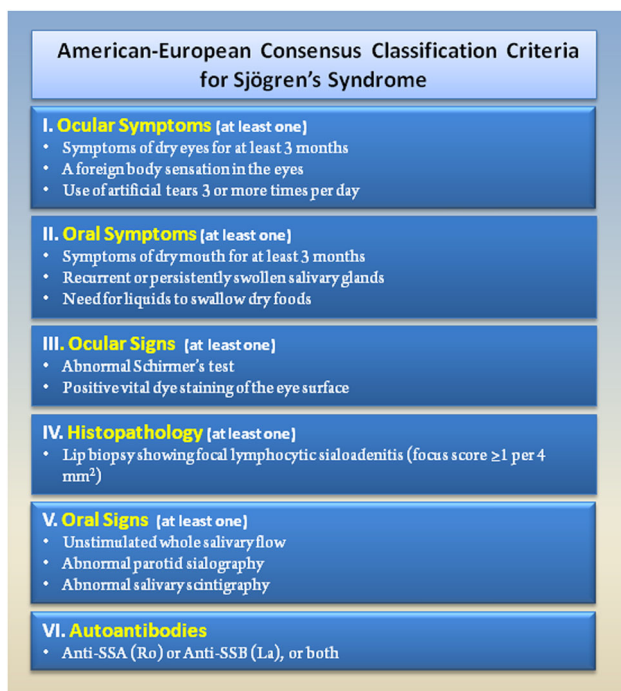 American-European Consensus Classification Criteria
for Sjögren's Syndrome
I. Ocular Symptoms (at least one)
• Symptoms of dry eyes for at least 3 months
• A foreign body sensation in the eyes
• Use of artificial tears 3 or more times per day
II. Oral Symptoms (at least one)
• Symptoms of dry mouth for at least 3 months
• Recurrent or persistently swollen salivary glands
• Need for liquids to swallow dry foods
III. Ocular Signs (at least one)
• Abnormal Schirmer's test
• Positive vital dye staining of the eye surface
IV. Histopathology (at least one)
• Lip biopsy showing focal lymphocytic sialoadenitis (focus score ≥1 per 4
mm²)
V. Oral Signs (at least one)
• Unstimulated whole salivary flow
• Abnormal parotid sialography
• Abnormal salivary scintigraphy
VI. Autoantibodies
• Anti-SSA (Ro) or Anti-SSB (La), or both